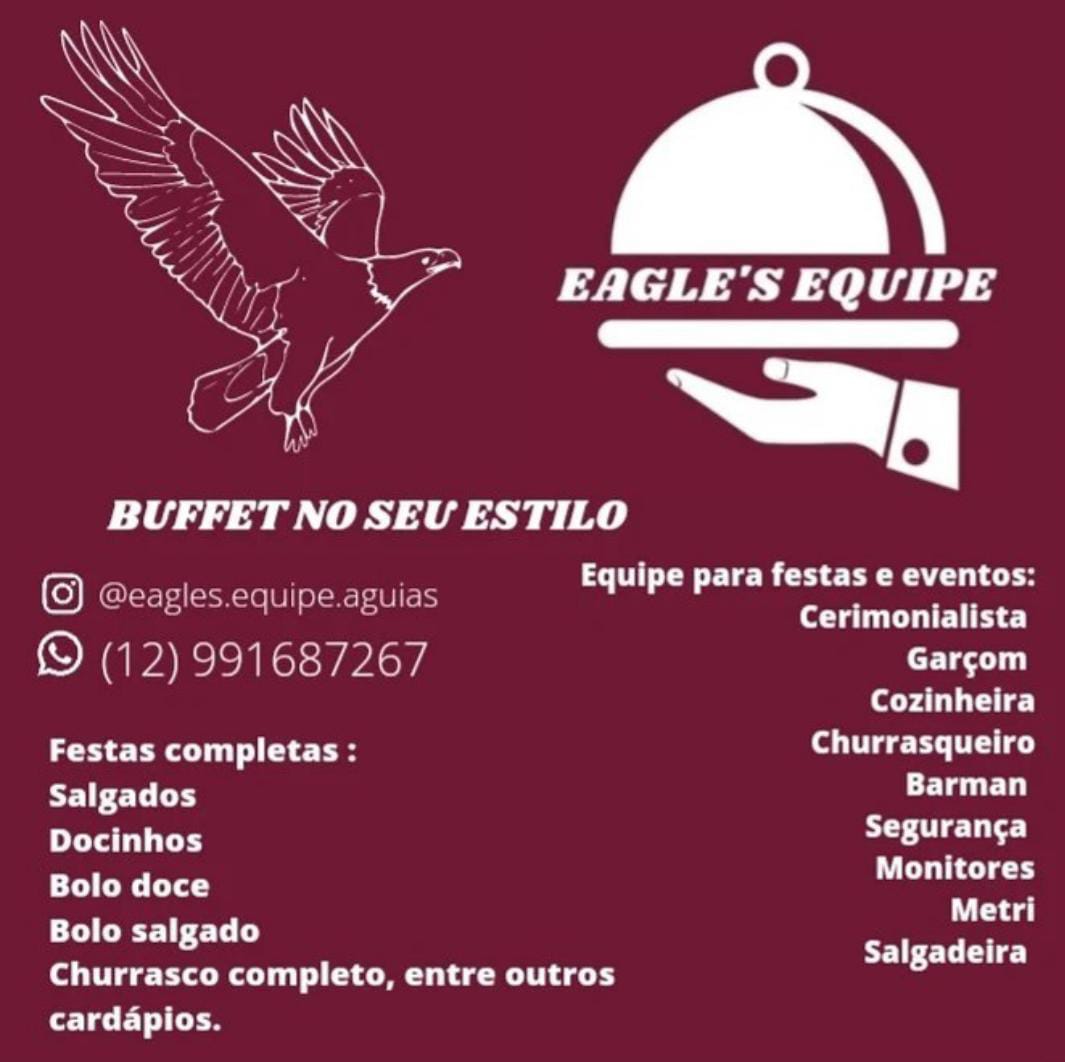 EAGLE'S EQUIPE
BUFFET NO SEU ESTILO
@eagles.equipe.aguias
(12) 991687267
Festas completas :
Salgados
Docinhos
Bolo doce
Bolo salgado
Churrasco completo, entre outros
cardápios.
Equipe para festas e eventos:
Cerimonialista
Garçom
Cozinheira
Churrasqueiro
Barman
Segurança
Monitores
Metri
Salgadeira